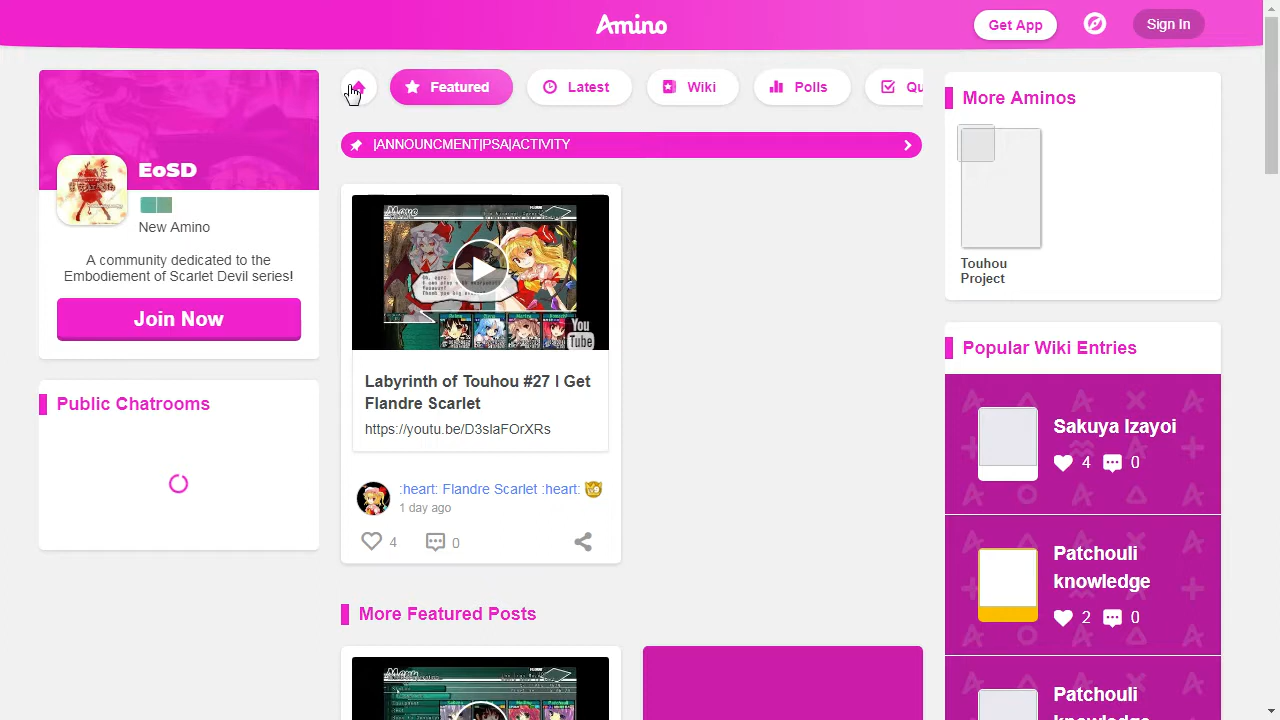 Amino
Get App
Sign In
Featured
Latest
Wiki
Polls
Qu
|ANNOUNCMENT|PSA|ACTIVITY
EoSD
New Amino
A community dedicated to the
Embodiement of Scarlet Devil series!
Join Now
Public Chatrooms
You
Tube
Labyrinth of Touhou #27 I Get
Flandre Scarlet
https://youtu.be/D3slaFOrXRs
:heart: Flandre Scarlet :heart:
1 day ago
4
0
More Featured Posts
More Aminos
Touhou
Project
Popular Wiki Entries
Sakuya Izayoi
4
0
Patchouli
knowledge
2
0
Patchouli